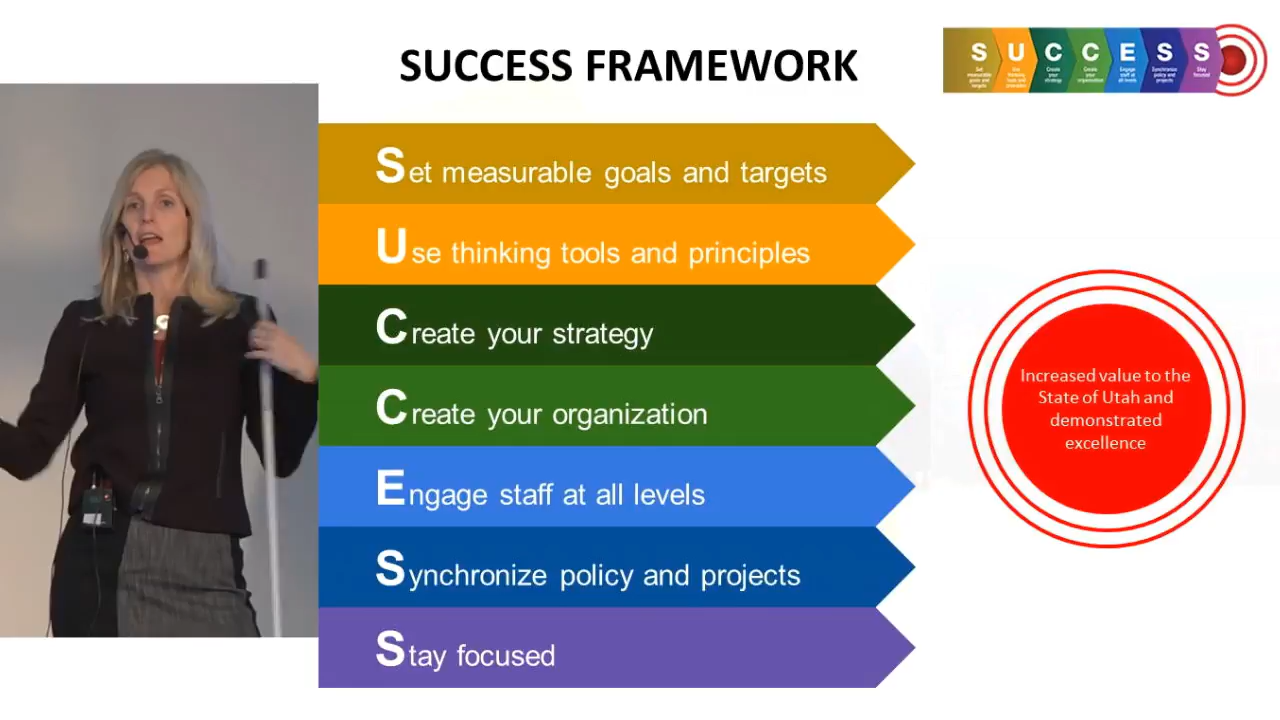 SUCCESS FRAMEWORK
S U C C E S S
Set measurable goals and targets
Use thinking tools and principles
Create your strategy
Create your organization
Engage staff at all levels
Synchronize policy and projects
Stay focused
Increased value to the
State of Utah and
demonstrated
excellence